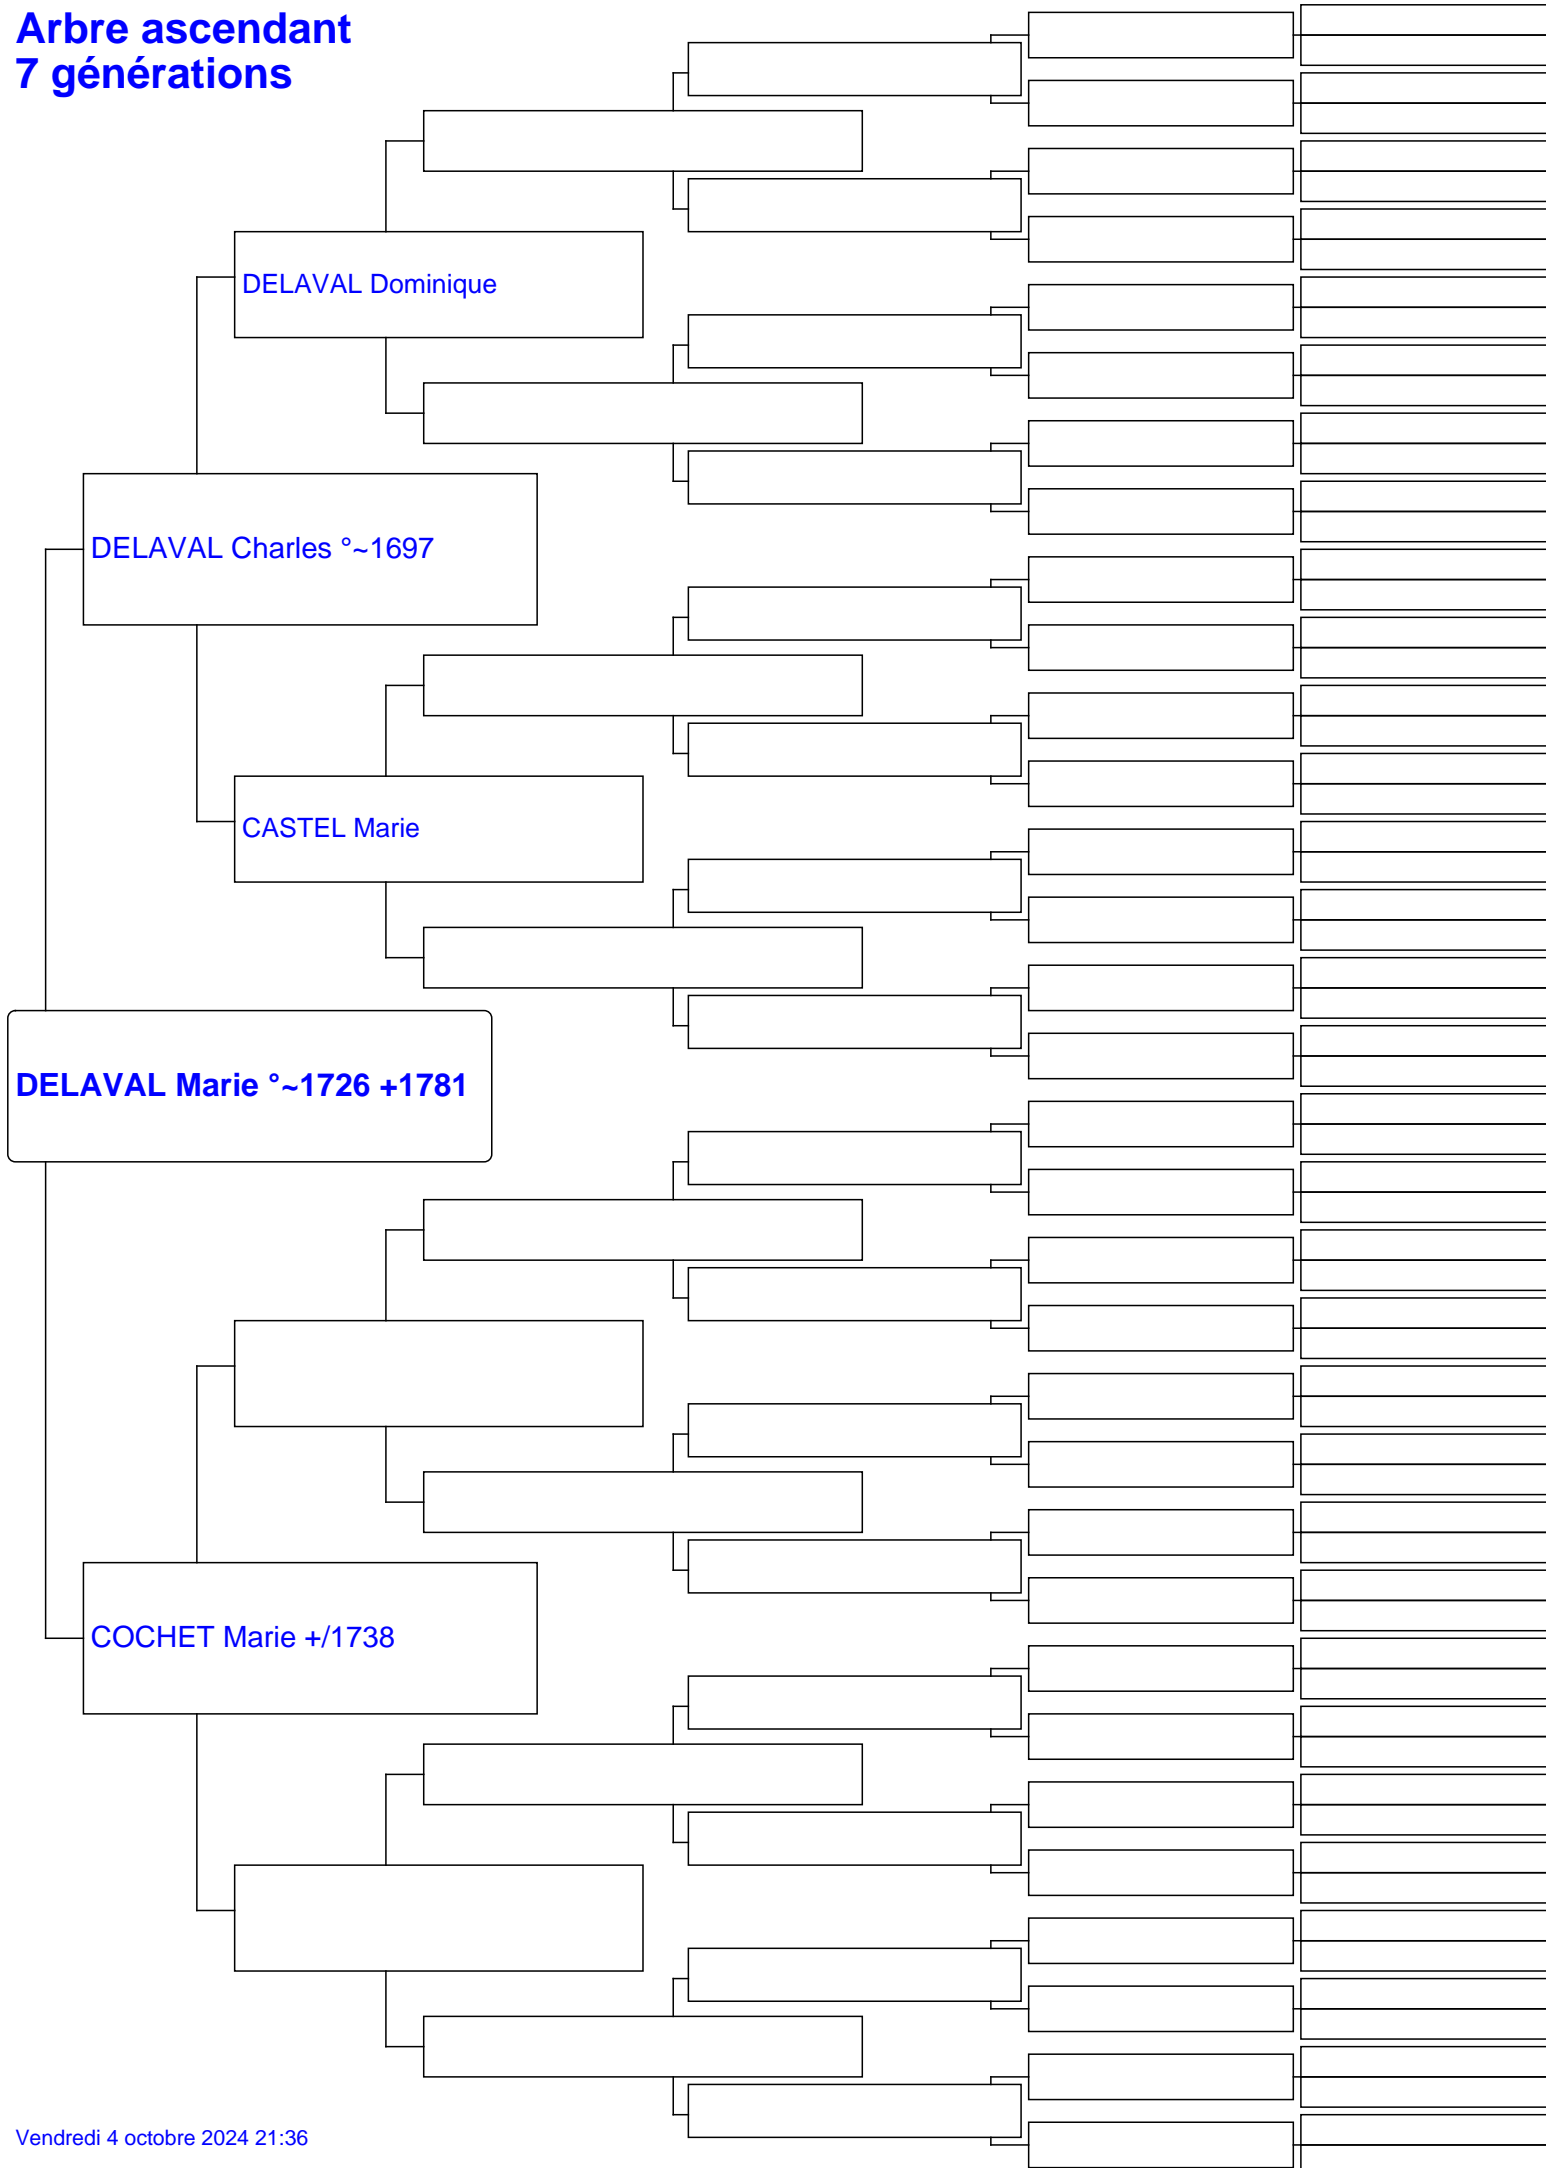 Arbre ascendant
7 générations
DELAVAL Dominique
DELAVAL Charles °~1697
CASTEL Marie
DELAVAL Marie °~1726 +1781
COCHET Marie +/1738
Vendredi 4 octobre 2024 21:36